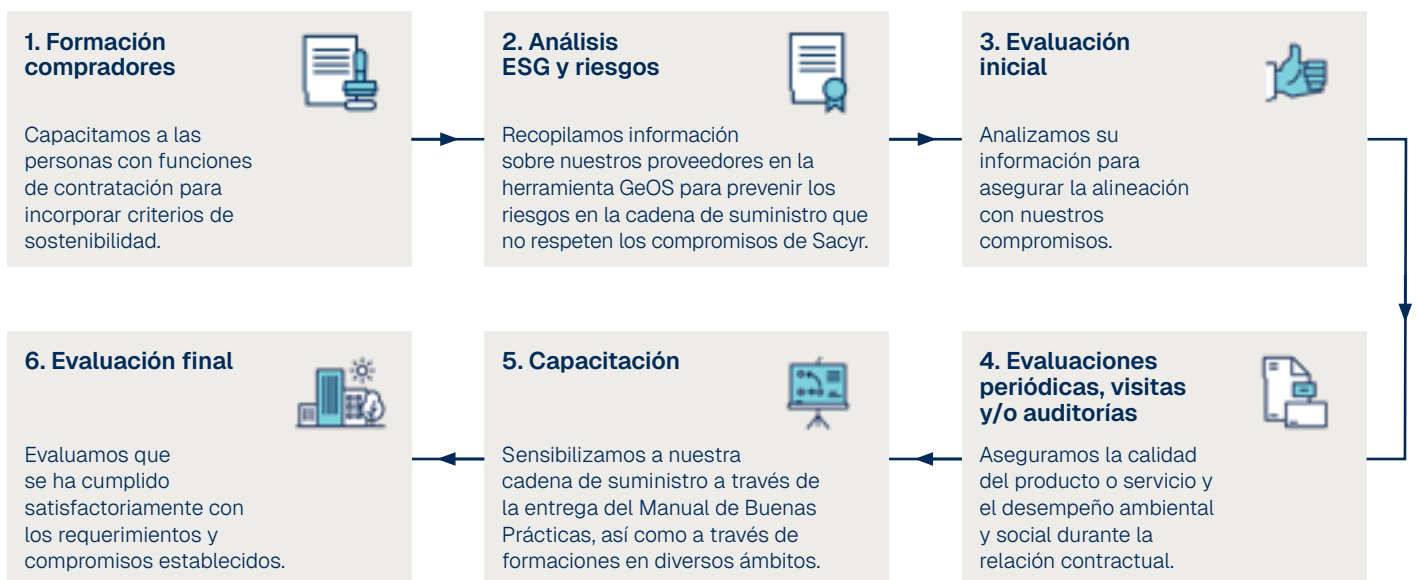 1. Formación
compradores
Capacitamos a las
personas con funciones
de contratación para
incorporar criterios de
sostenibilidad.
2. Análisis
ESG y riesgos
Recopilamos información
sobre nuestros proveedores en la
herramienta GeOS para prevenir los
riesgos en la cadena de suministro que
no respeten los compromisos de Sacyr.
3. Evaluación
inicial
Analizamos su
información para
asegurar la alineación
con nuestros
compromisos.
4. Evaluaciones
periódicas, visitas
y/o auditorías
Aseguramos la calidad
del producto o servicio y
el desempeño ambiental
y social durante la
relación contractual.
5. Capacitación
Sensibilizamos a nuestra
cadena de suministro a través de
la entrega del Manual de Buenas
Prácticas, así como a través de
formaciones en diversos ámbitos.
6. Evaluación final
Evaluamos que
se ha cumplido
satisfactoriamente con
los requerimientos y
compromisos establecidos.